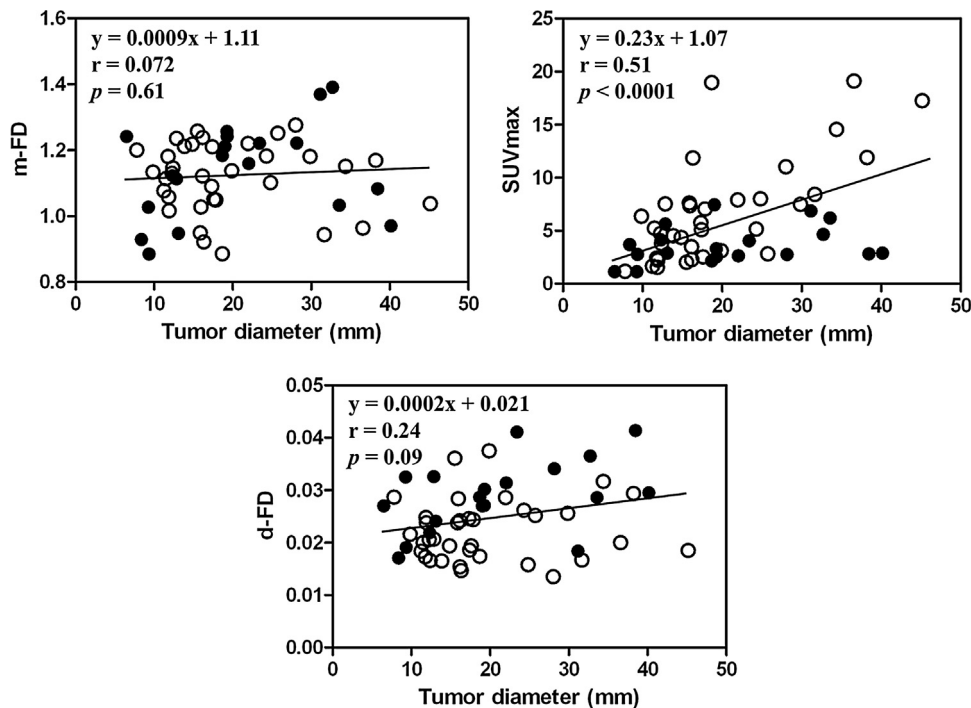 1.6
1.4
1.2
1.0
0.8
m-FD
y = 0.0009x + 1.11
r = 0.072
p = 0.61
0 10 20 30 40 50
Tumor diameter (mm)
25
20
15
10
5
0
SUVmax
y = 0.23x + 1.07
r = 0.51
p < 0.0001
0 10 20 30 40 50
Tumor diameter (mm)
0.05
0.04
0.03
0.02
0.01
0.00
d-FD
y = 0.0002x + 0.021
r = 0.24
p = 0.09
0 10 20 30 40 50
Tumor diameter (mm)